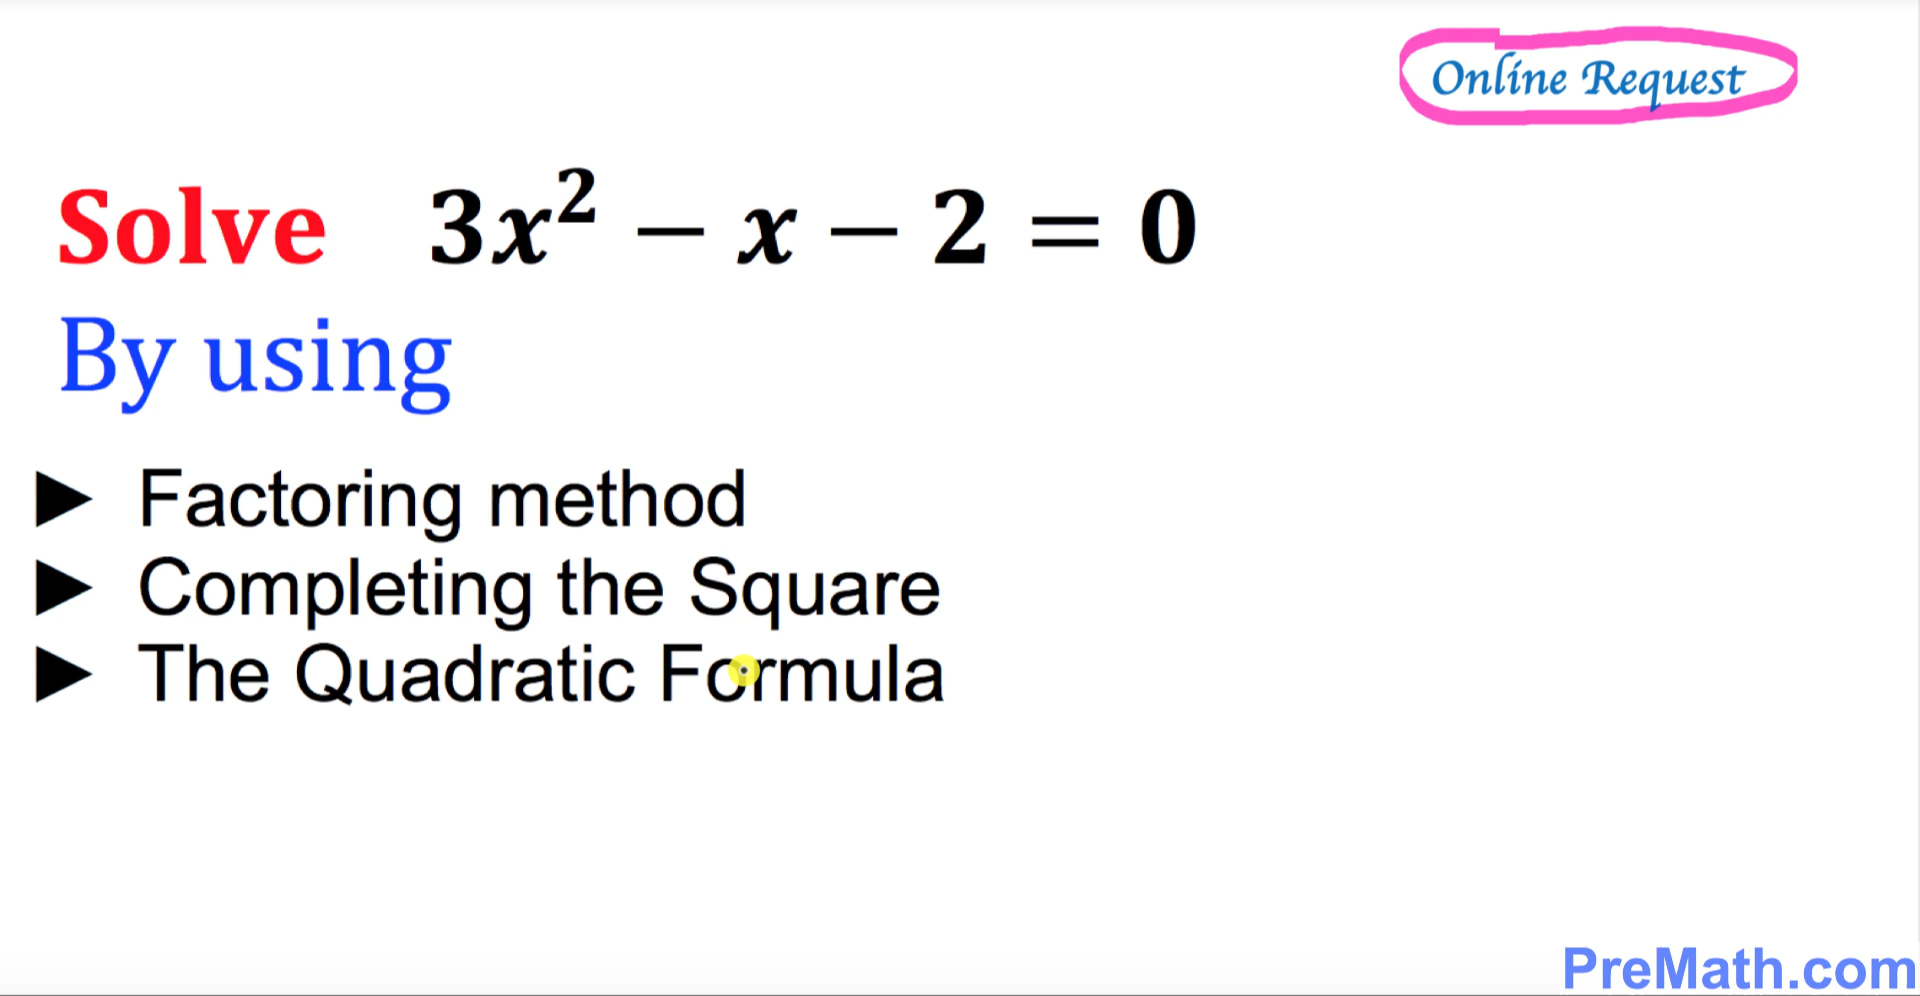 Online Request
Solve 3x² − x − 2 = 0
By using
► Factoring method
► Completing the Square
► The Quadratic Formula
PreMath.com